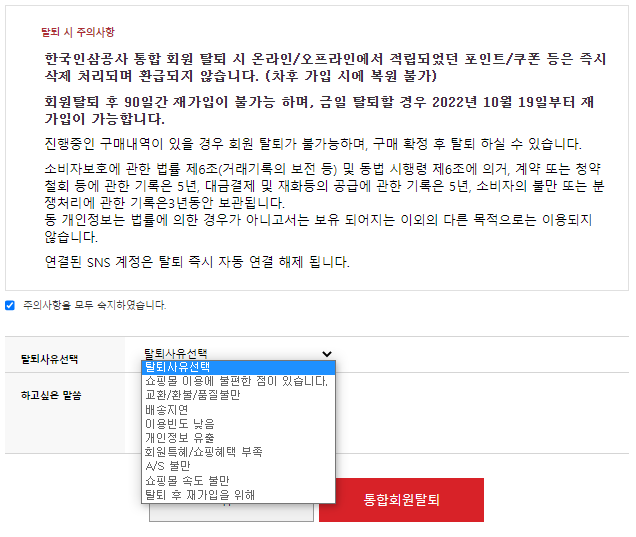 탈퇴 시 주의사항
한국인삼공사 통합 회원 탈퇴 시 온라인/오프라인에서 적립되었던 포인트/쿠폰 등은 즉시
삭제 처리되며 환급되지 않습니다. (차후 가입 시에 복원 불가)
회원탈퇴 후 90일간 재가입이 불가능 하며, 금일 탈퇴할 경우 2022년 10월 19일부터 재
가입이 가능합니다.
진행중인 구매내역이 있을 경우 회원 탈퇴가 불가능하며, 구매 확정 후 탈퇴 하실 수 있습니다.
소비자보호에 관한 법률 제6조(거래기록의 보전 등) 및 동법 시행령 제6조에 의거, 계약 또는 청약
철회 등에 관한 기록은 5년, 대금결제 및 재화등의 공급에 관한 기록은 5년, 소비자의 불만 또는 분
쟁처리에 관한 기록은3년동안 보관됩니다.
동 개인정보는 법률에 의한 경우가 아니고서는 보유 되어지는 이외의 다른 목적으로는 이용되지
않습니다.
연결된 SNS 계정은 탈퇴 즉시 자동 연결 해제 됩니다.
주의사항을 모두 숙지하였습니다.
탈퇴사유선택 탈퇴사유선택
탈퇴사유선택
쇼핑몰 이용에 불편한 점이 있습니다.
하고싶은 말씀 교환/환불/품질불만
배송지연
이용빈도 낮음
개인정보 유출
회원특혜/쇼핑혜택 부족
A/S 불만
쇼핑몰 속도 불만
탈퇴 후 재가입을 위해
통합회원탈퇴